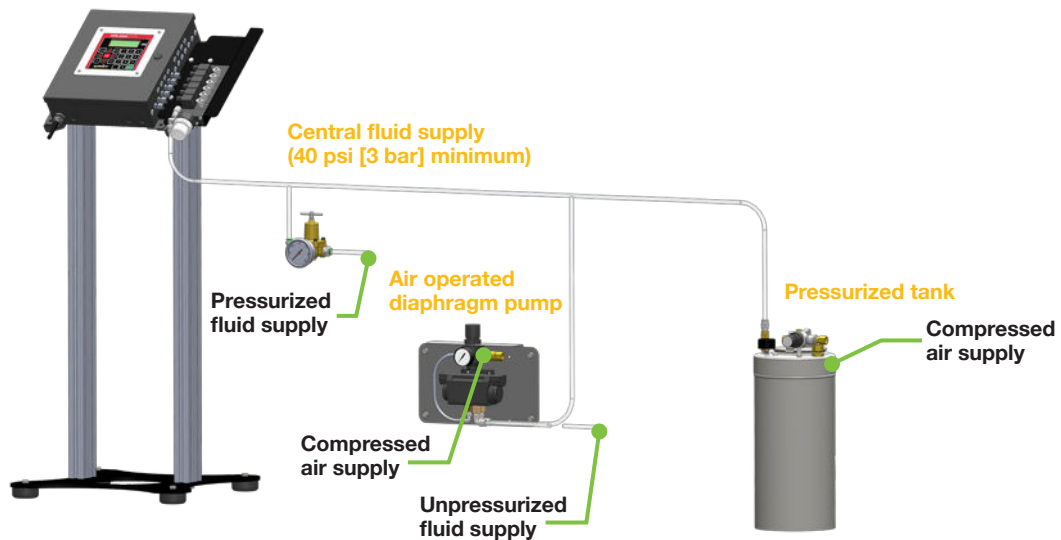 Central fluid supply
(40 psi [3 bar] minimum)
Pressurized
fluid supply
Air operated
diaphragm pump
Pressurized tank
Compressed
air supply
Compressed
air supply
Unpressurized
fluid supply